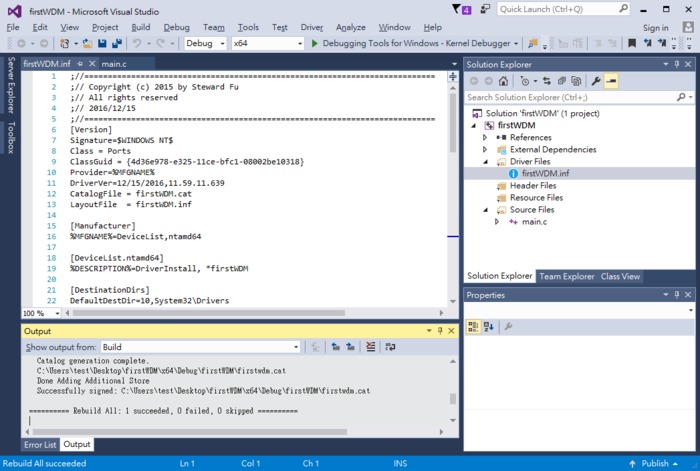 firstWDM - Microsoft Visual Studio
4
Quick Launch (Ctrl+Q)
File Edit View Project Build Debug Team Tools Test Driver Analyze Window Help
Sign in
Debug x64 Debugging Tools for Windows - Kernel Debugger
Server Explorer
Toolbox
firstWDM.inf main.c
1 ;//=====================================================================
2 ;// Copyright (c) 2015 by Steward Fu
3 ;// All rights reserved
4 ;// 2016/12/15
5 ;//=====================================================================
6 [Version]
7 Signature=$WINDOWS NT$
8 Class = Ports
9 ClassGuid = {4d36e978-e325-11ce-bfc1-08002be10318}
10 Provider=%MFGNAME%
11 DriverVer=12/15/2016,11.59.11.639
12 CatalogFile = firstWDM.cat
13 LayoutFile = firstWDM.inf
14
15 [Manufacturer]
16 %MFGNAME%=DeviceList,ntamd64
17
18 [DeviceList.ntamd64]
19 %DESCRIPTION%=DriverInstall, *firstWDM
20
21 [DestinationDirs]
22 DefaultDestDir=10,System32\Drivers
100 %
Solution Explorer
Search Solution Explorer (Ctrl+;)
Solution 'firstWDM' (1 project)
firstWDM
References
External Dependencies
Driver Files
firstWDM.inf
Header Files
Resource Files
Source Files
main.c
Solution Explorer Team Explorer Class View
Properties
Output
Show output from: Build
Catalog generation complete.
C:\Users\test\Desktop\firstWDM\x64\Debug\firstWDM\firstwdm.cat
Done Adding Additional Store
Successfully signed: C:\Users\test\Desktop\firstWDM\x64\Debug\firstWDM\firstwdm.cat
========== Rebuild All: 1 succeeded, 0 failed, 0 skipped ==========
Error List Output
Rebuild All succeeded Ln 1 Col 1 Ch 1 INS Publish